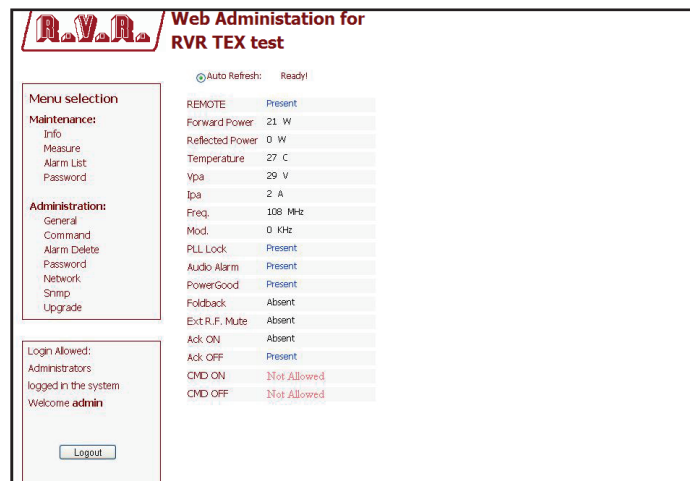 R.V.R.
Web Administation for
RVR TEX test
Auto Refresh: Ready!
Menu selection
Maintenance:
Info
Measure
Alarm List
Password
Administration:
General
Command
Alarm Delete
Password
Network
Snmp
Upgrade
Login Allowed:
Administrators
logged in the system
Welcome admin
Logout
REMOTE Present
Forward Power 21 W
Reflected Power 0 W
Temperature 27 C
Vpa 29 V
Ipa 2 A
Freq. 108 MHz
Mod. 0 KHz
PLL Lock Present
Audio Alarm Present
PowerGood Present
Foldback Absent
Ext R.F. Mute Absent
Ack ON Absent
Ack OFF Present
CMD ON Not Allowed
CMD OFF Not Allowed